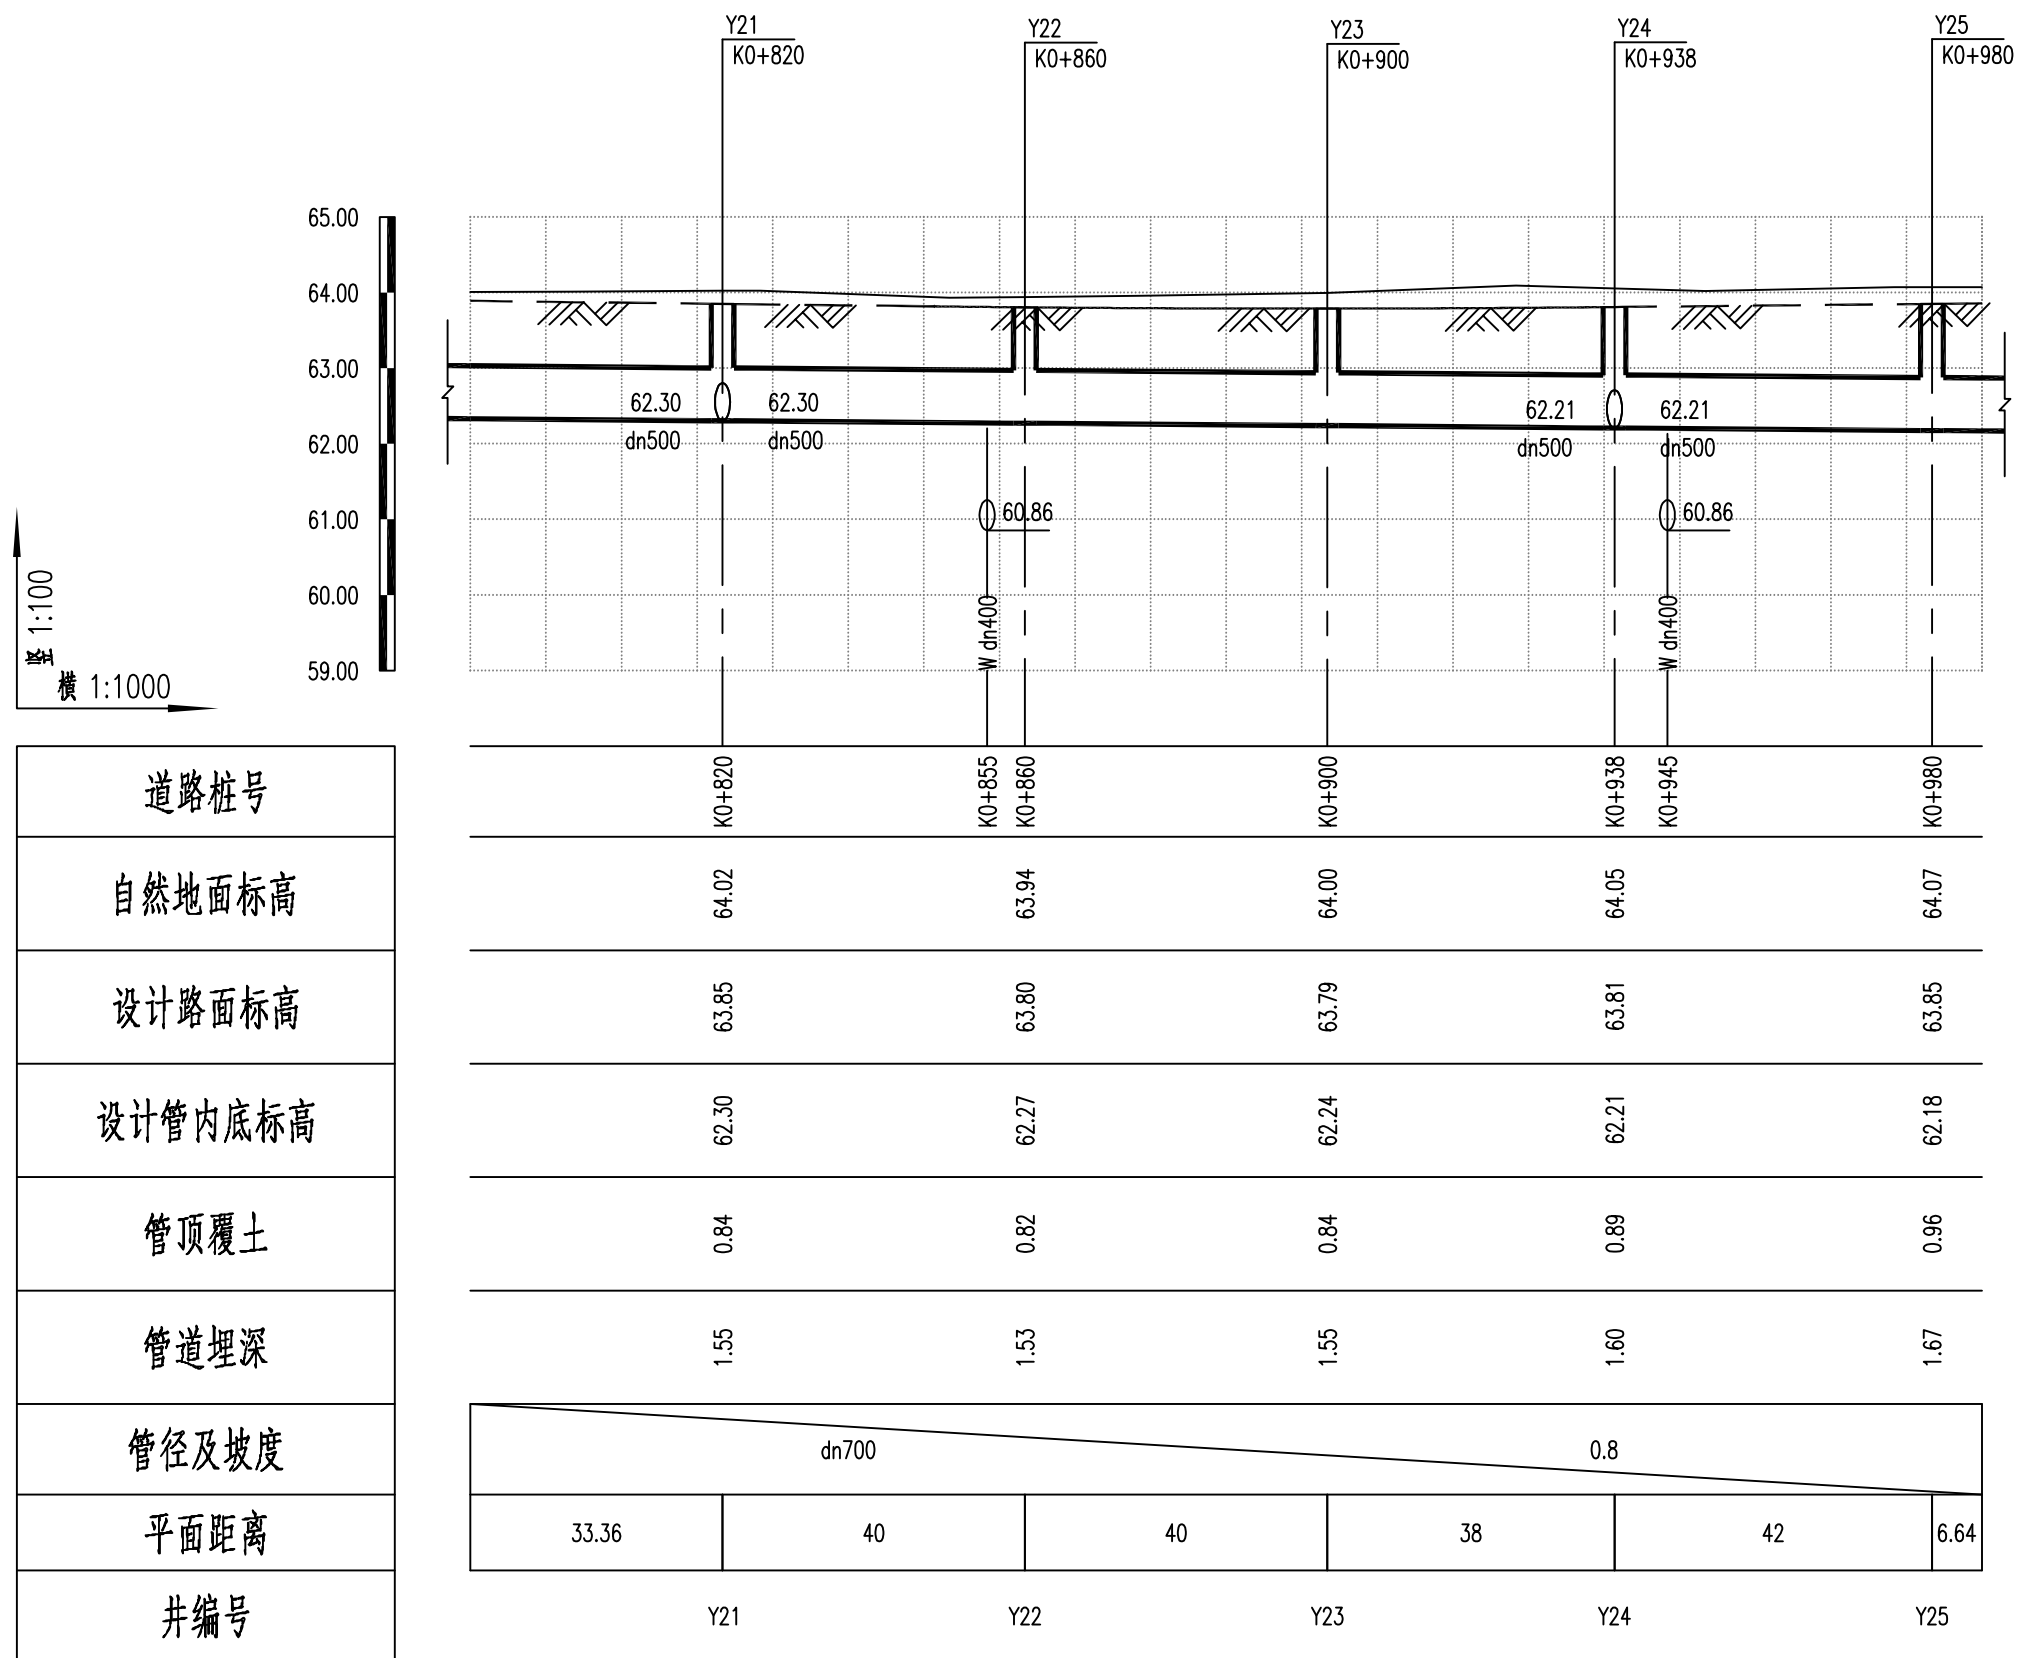 Y21 Y22 Y23 Y24 Y25
K0+820 K0+860 K0+900 K0+938 K0+980
65.00
64.00
63.00
62.30 62.30 62.21 62.21
62.00
dn500 dn500 dn500 dn500
61.00
60.86 60.86
60.00
W dn400 W dn400
59.00
竖 1:100
横 1:1000
道路桩号 K0+820 K0+855 K0+860 K0+900 K0+938 K0+945 K0+980
自然地面标高 64.02 63.94 64.00 64.05 64.07
设计路面标高 63.85 63.80 63.79 63.81 63.85
设计管内底标高 62.30 62.27 62.24 62.21 62.18
管顶覆土 0.84 0.82 0.84 0.89 0.96
管道埋深 1.55 1.53 1.55 1.60 1.67
管径及坡度 dn700 0.8
平面距离 33.36 40 40 38 42 6.64
井编号 Y21 Y22 Y23 Y24 Y25